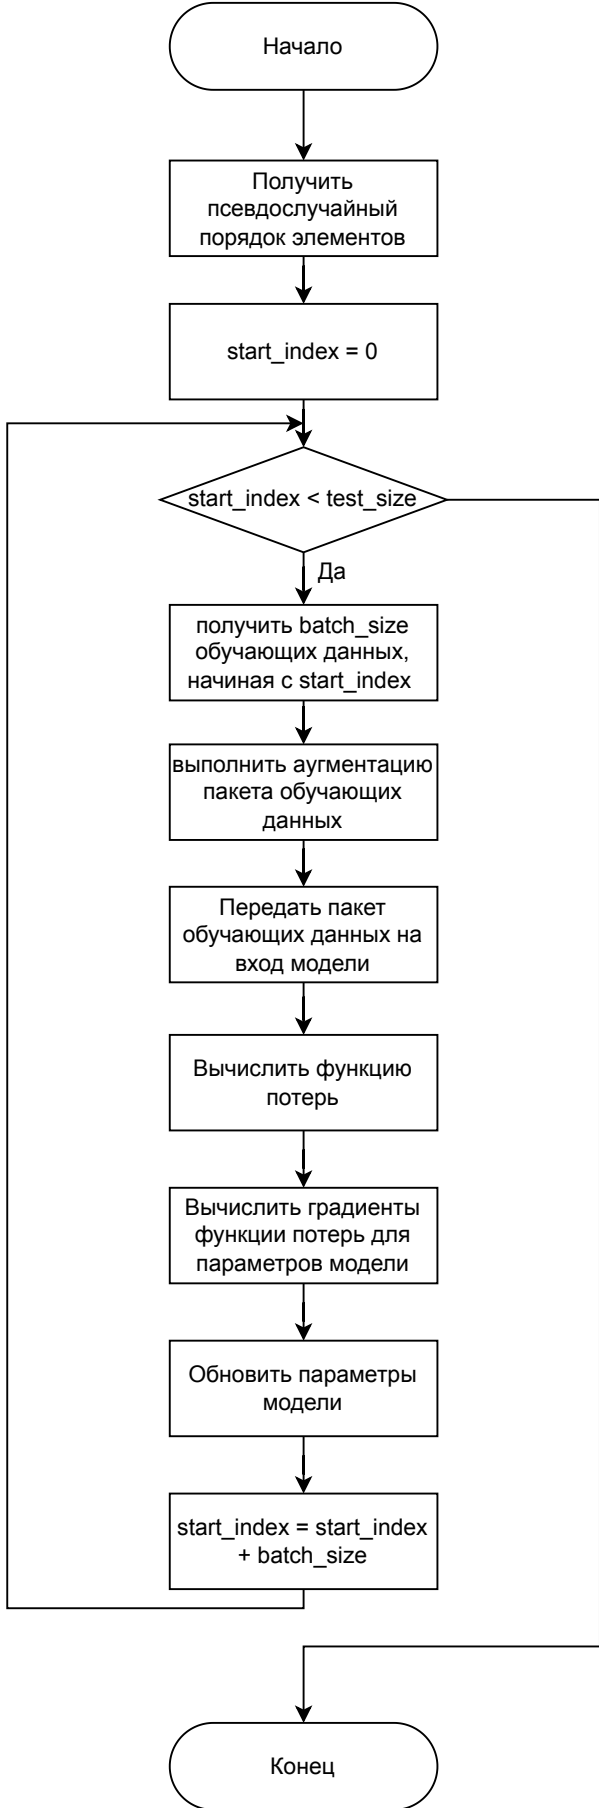 Начало
Получить
псевдослучайный
порядок элементов
start_index = 0
start_index < test_size
Да
получить batch_size
обучающих данных,
начиная с start_index
выполнить аугментацию
пакета обучающих
данных
Передать пакет
обучающих данных на
вход модели
Вычислить функцию
потерь
Вычислить градиенты
функции потерь для
параметров модели
Обновить параметры
модели
start_index = start_index
+ batch_size
Конец